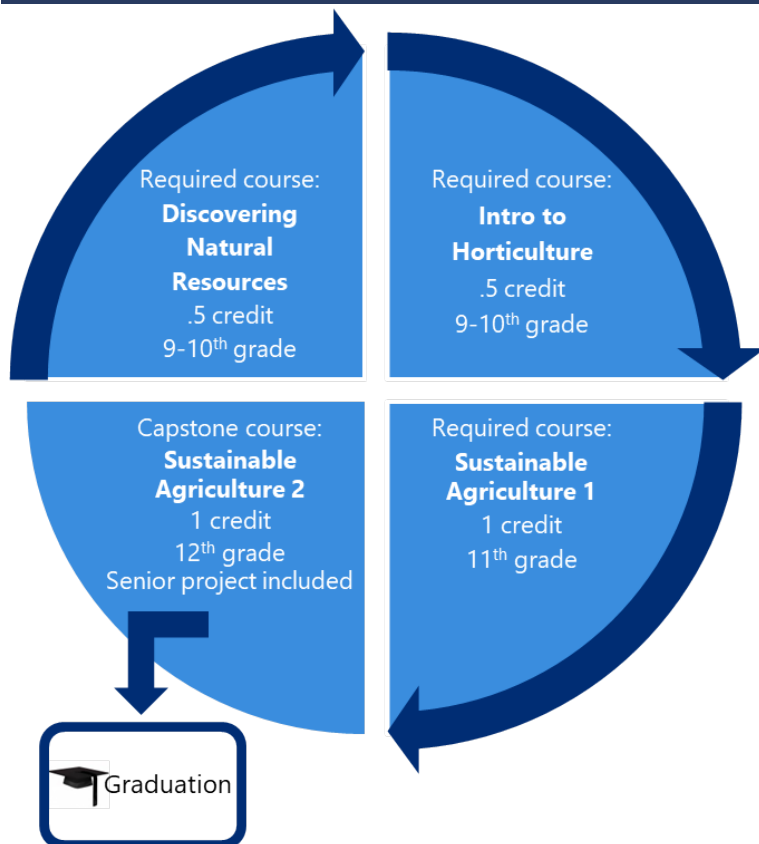 Required course:
Discovering
Natural
Resources
.5 credit
9-10th grade
Required course:
Intro to
Horticulture
.5 credit
9-10th grade
Required course:
Sustainable
Agriculture 1
1 credit
11th grade
Capstone course:
Sustainable
Agriculture 2
1 credit
12th grade
Senior project included
Graduation